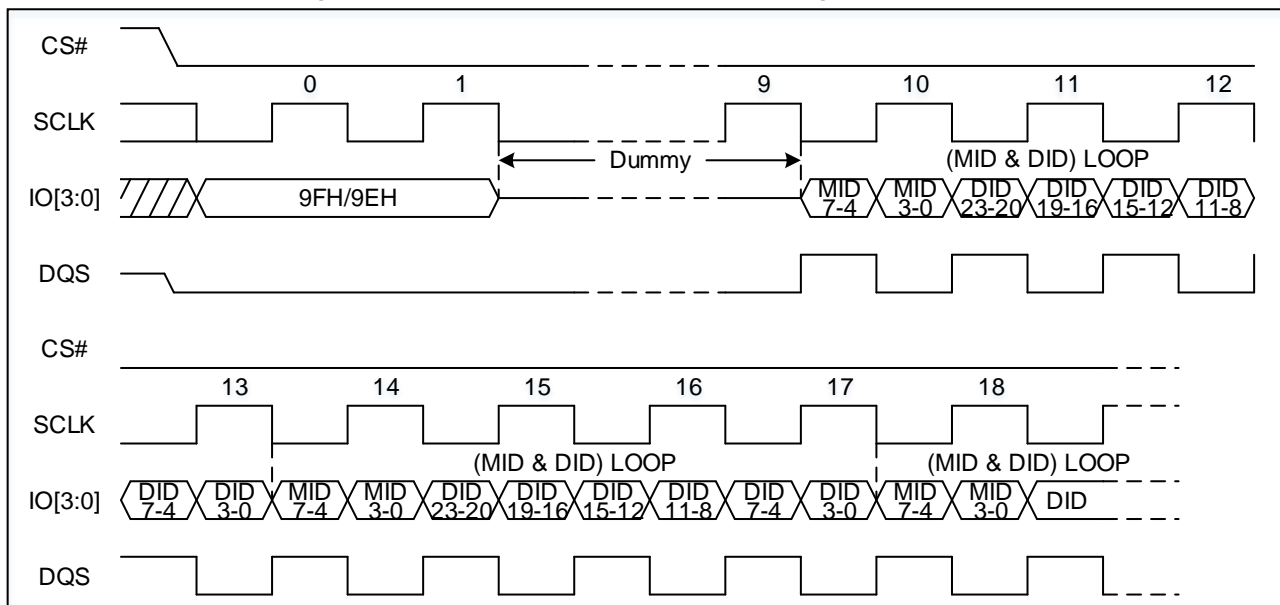 CS#
0 1 9 10 11 12
SCLK
Dummy
(MID & DID) LOOP
IO[3:0]
9FH/9EH
MID 7-4
MID 3-0
DID 23-20
DID 19-16
DID 15-12
DID 11-8
DQS
CS#
13 14 15 16 17 18
SCLK
(MID & DID) LOOP
(MID & DID) LOOP
IO[3:0]
DID 7-4
DID 3-0
MID 7-4
MID 3-0
DID 23-20
DID 19-16
DID 15-12
DID 11-8
DID 7-4
DID 3-0
MID 7-4
MID 3-0
DID
DQS